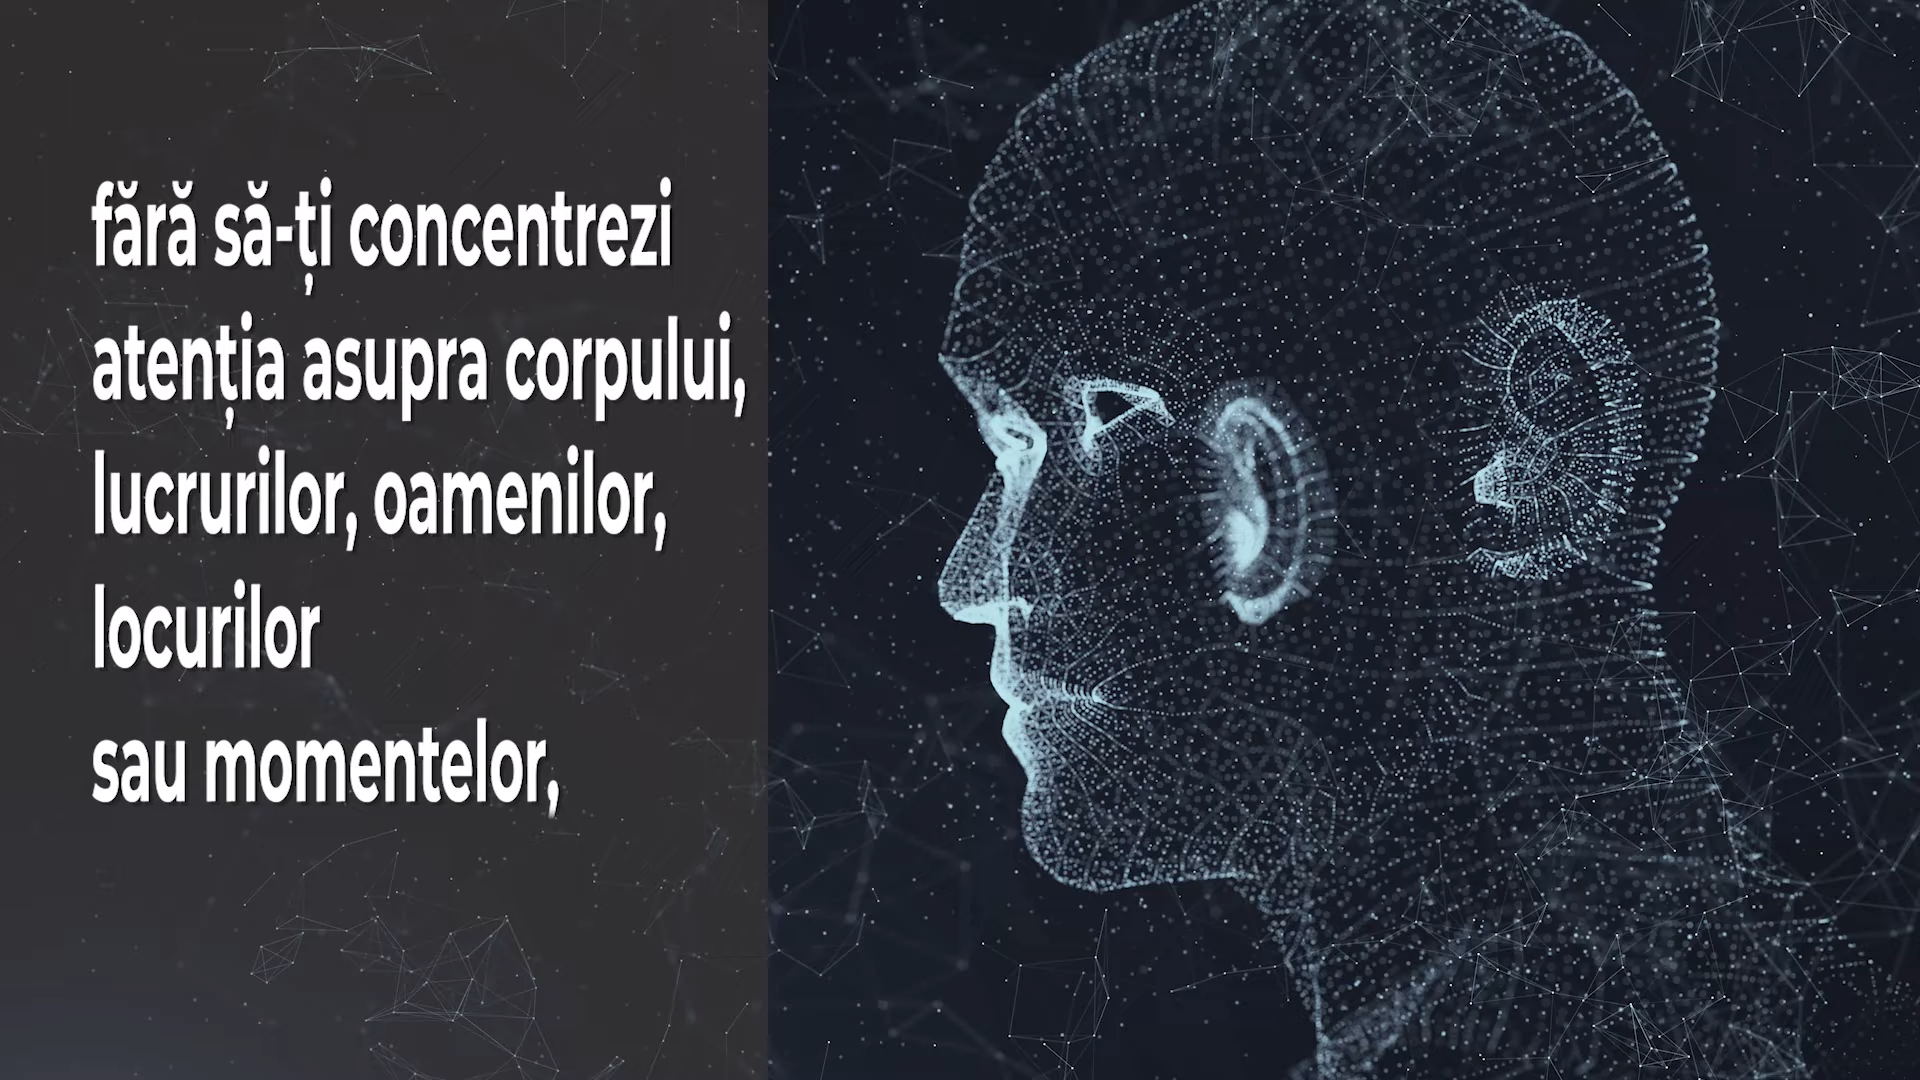 fără să-ți concentrezi
atenția asupra corpului,
lucrurilor, oamenilor,
locurilor
sau momentelor,